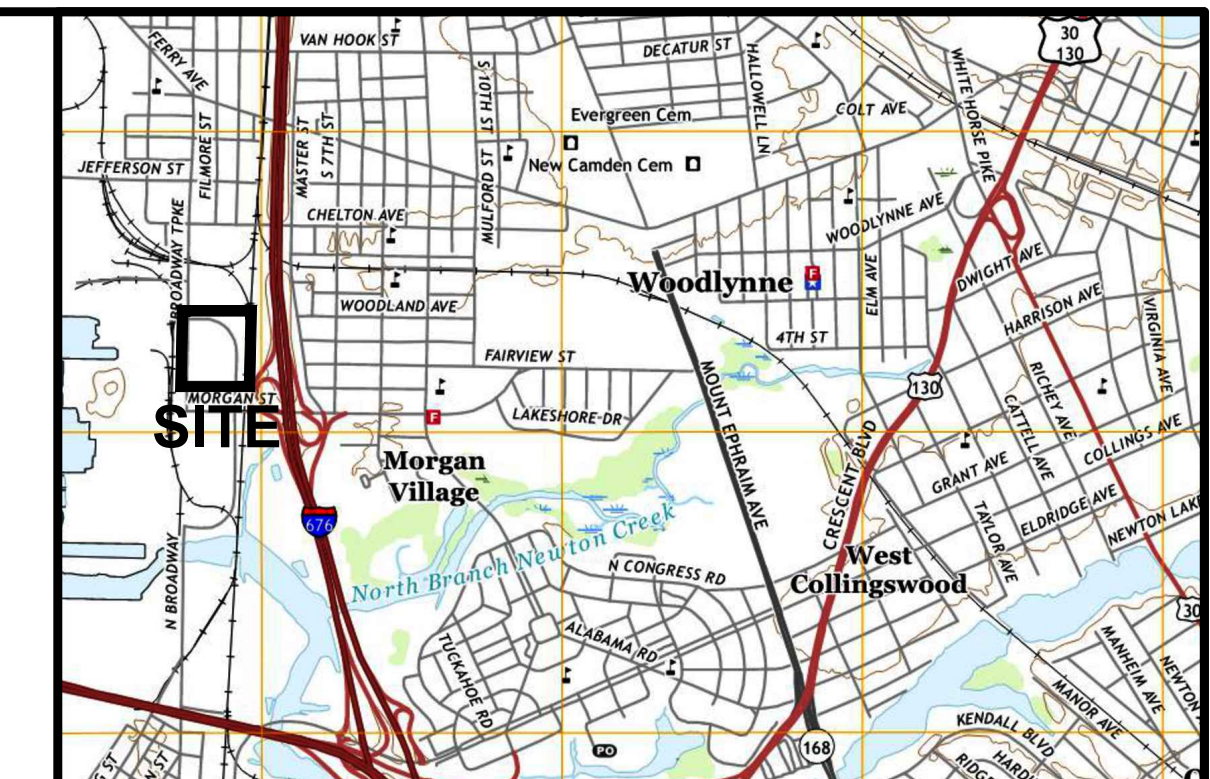 VAN HOOK ST
FERRY AVE
DECATUR ST
S 10TH ST
HALLOWELL LN
WHITE HORSE PIKE
30
130
COLT AVE
Evergreen Cem
FILMORE ST
MASTER ST
S 7TH ST
JEFFERSON ST
MULFORD ST
New Camden Cem
CHELTON AVE
WOODLYNNE AVE
BROADWAY TPKE
Woodlynne
F
ELM AVE
DWIGHT AVE
WOODLAND AVE
HARRISON AVE
VIRGINIA AVE
4TH ST
FAIRVIEW ST
MOUNT EPHRAIM AVE
130
RICHEY AVE
MORGAN ST
SITE
F
LAKESHORE DR
CATTELL AVE
COLLINGS AVE
CRESCENT BLVD
Morgan
Village
GRANT AVE
ELDRIDGE AVE
TAYLOR AVE
NEWTON LAKE
676
North Branch Newton Creek
West
Collingswood
N CONGRESS RD
N BROADWAY
30
ALABAMA RD
TUCKAHOE RD
MANHEIM AVE
NEWTON
MANOR AVE
KENDALL BLVD
PO
168